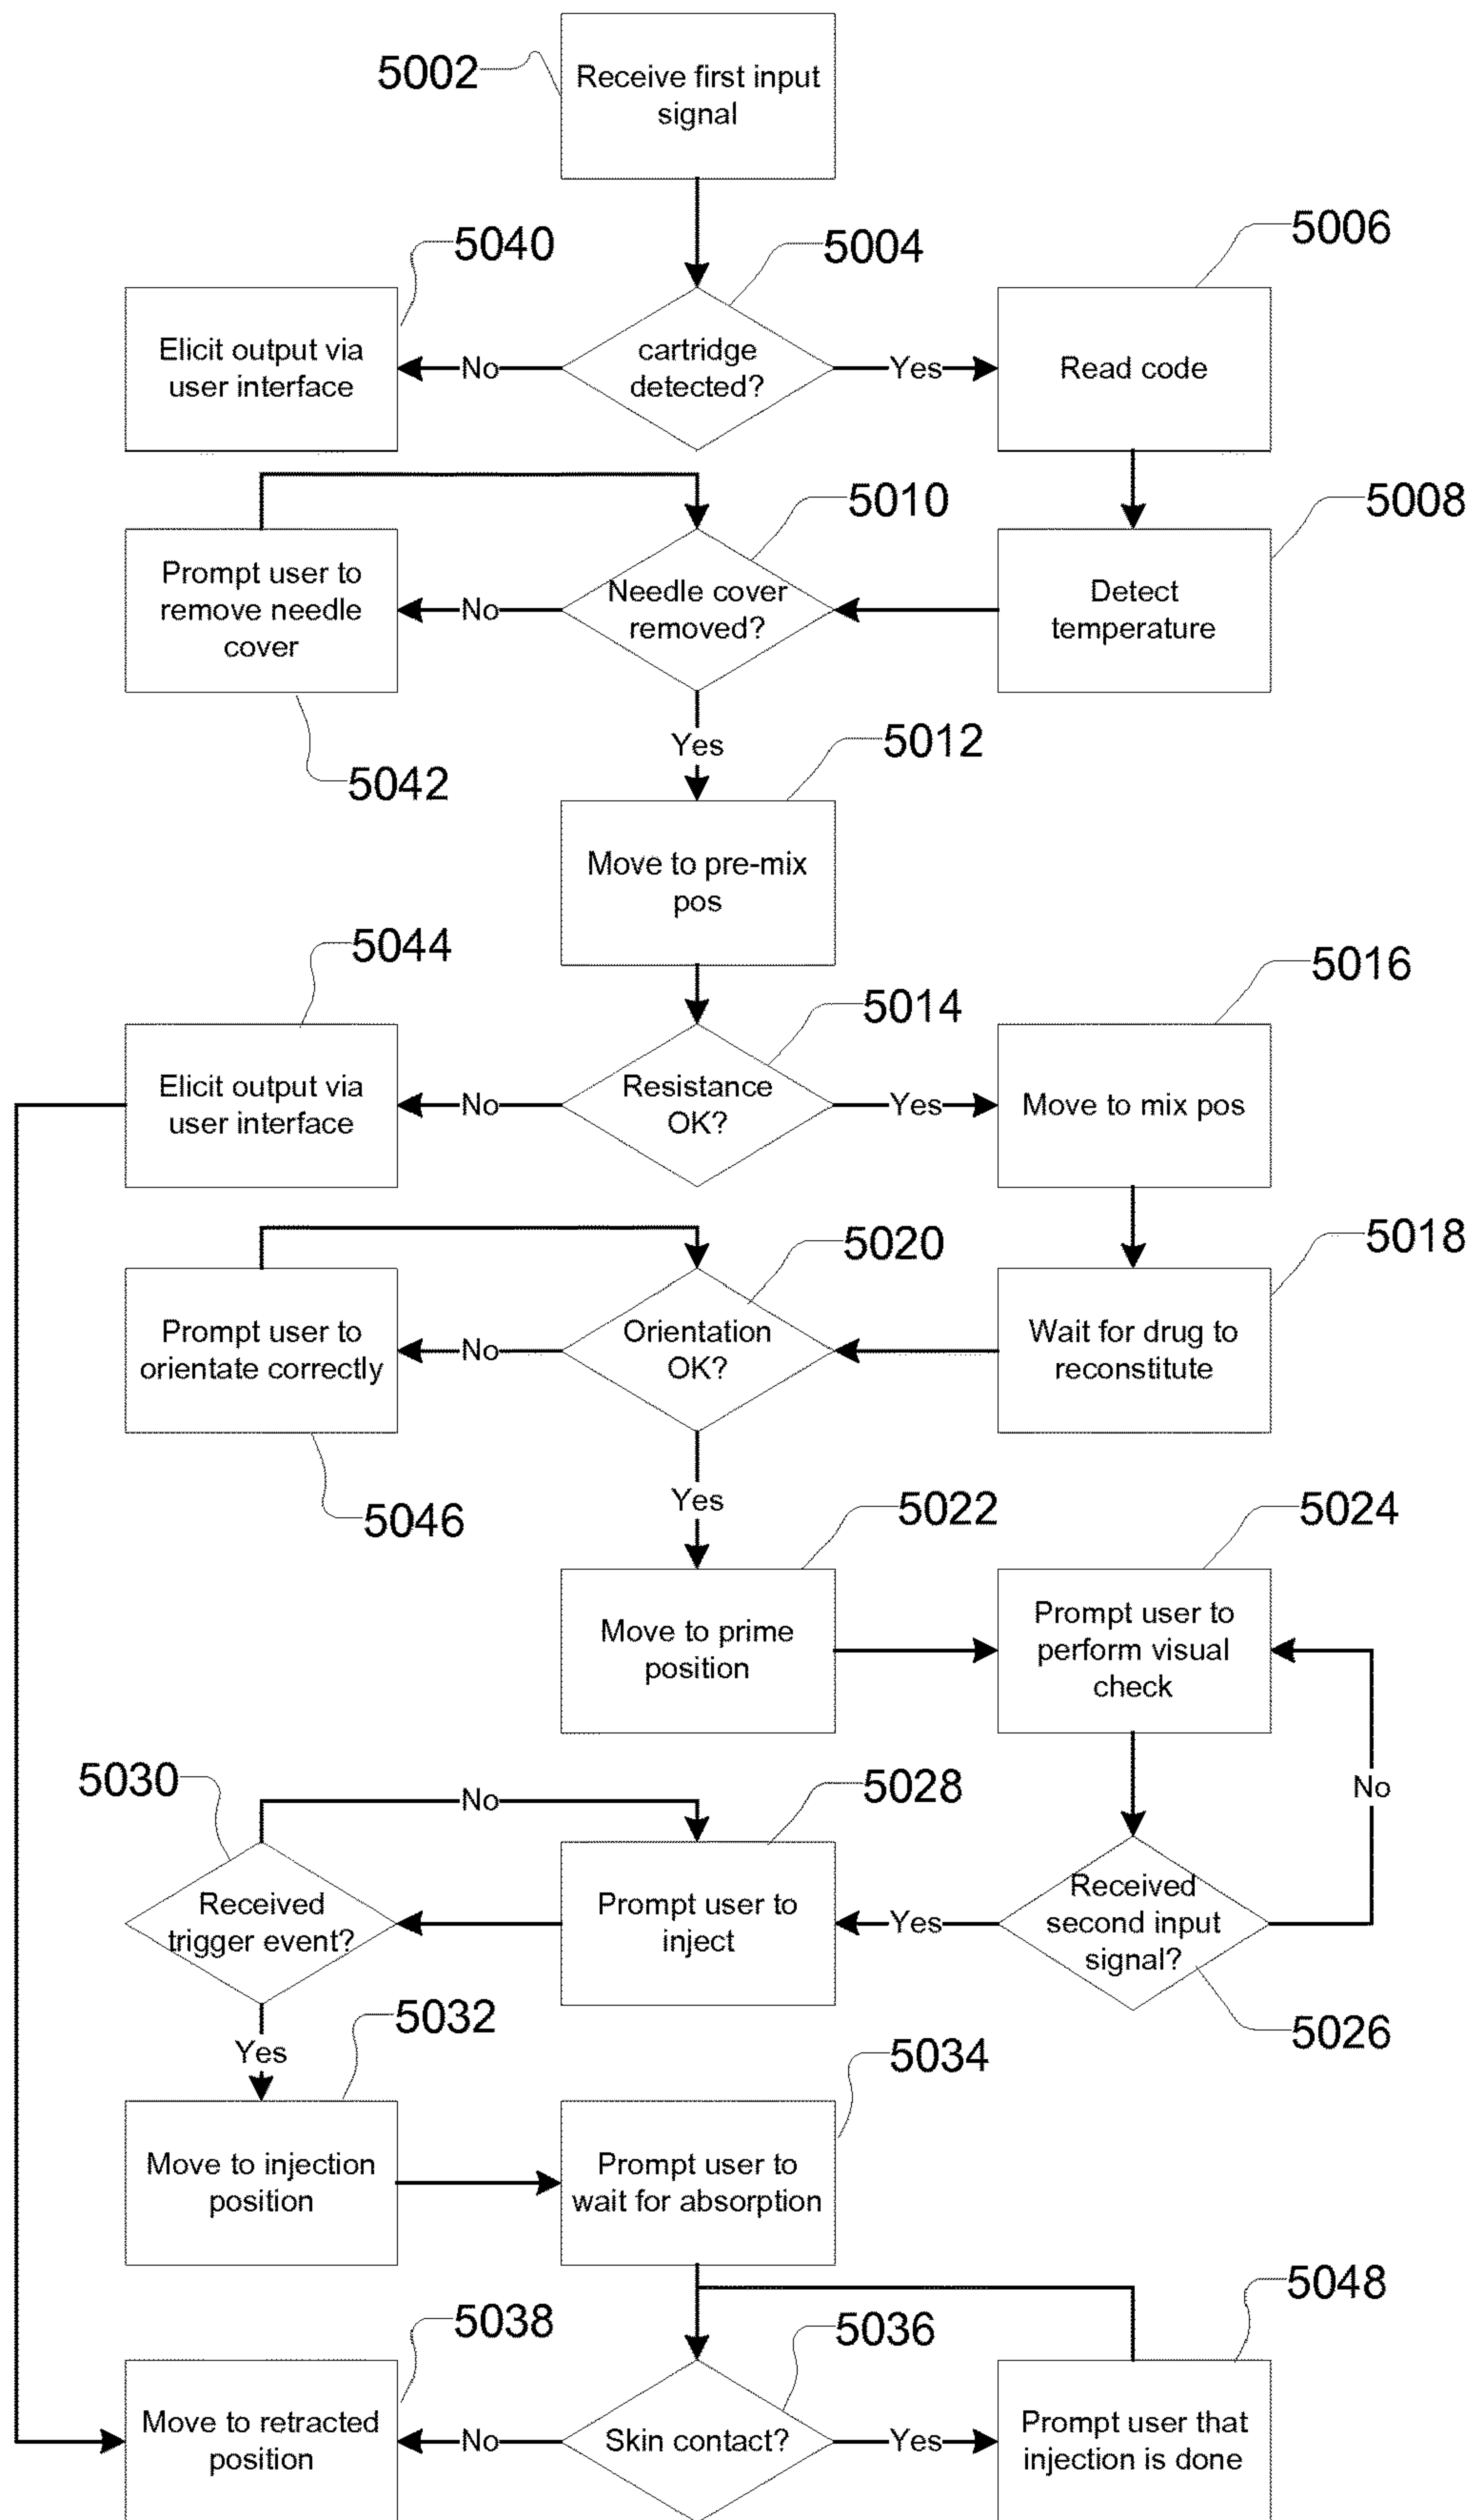 5002
Receive first input
signal
5040
5004
5006
Elicit output via
user interface
No
cartridge
detected?
Yes
Read code
5010
5008
Prompt user to
remove needle
cover
No
Needle cover
removed?
Detect
temperature
Yes
5012
5042
Move to pre-mix
pos
5044
5014
5016
Elicit output via
user interface
No
Resistance
OK?
Yes
Move to mix pos
5020
5018
Prompt user to
orientate correctly
No
Orientation
OK?
Wait for drug to
reconstitute
Yes
5046
5022
5024
Move to prime
position
Prompt user to
perform visual
check
5030
No
5028
No
Received
trigger event?
Prompt user to
inject
Yes
Received
second input
signal?
5026
Yes
5032
5034
Move to injection
position
Prompt user to
wait for absorption
5038
5036
5048
Move to retracted
position
No
Skin contact?
Yes
Prompt user that
injection is done